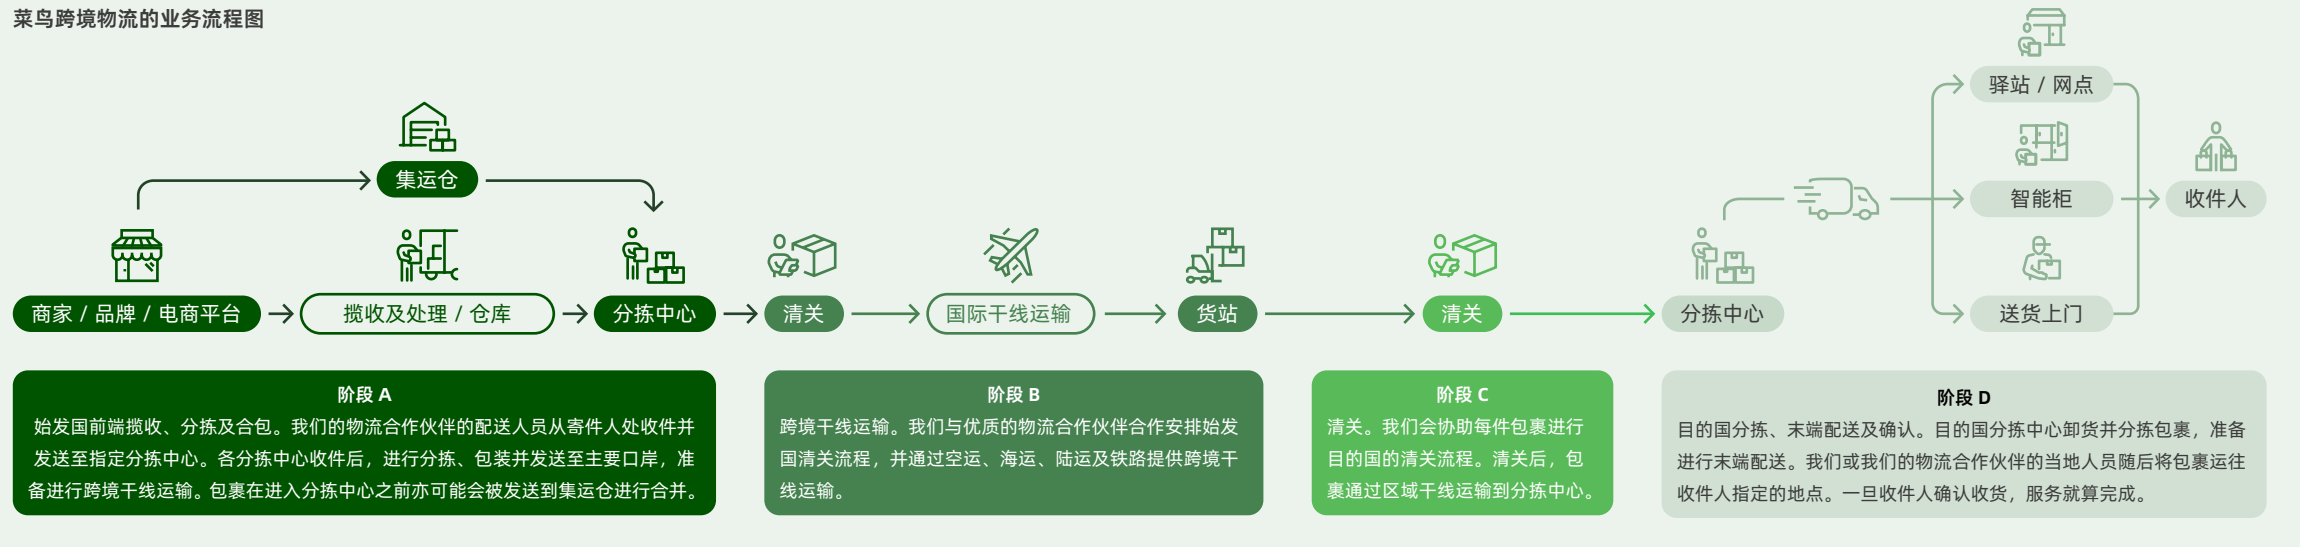 菜鸟跨境物流的业务流程图
集运仓
商家 / 品牌 / 电商平台
揽收及处理 / 仓库
分拣中心
清关
国际干线运输
货站
清关
分拣中心
驿站 / 网点
智能柜
送货上门
收件人
阶段 A
始发国前端揽收、分拣及合包。我们的物流合作伙伴的配送人员从寄件人处收件并
发送至指定分拣中心。各分拣中心收件后，进行分拣、包装并发送至主要口岸，准
备进行跨境干线运输。包裹在进入分拣中心之前亦可能会被发送到集运仓进行合并。
阶段 B
跨境干线运输。我们与优质的物流合作伙伴合作安排始发
国清关流程，并通过空运、海运、陆运及铁路提供跨境干
线运输。
阶段 C
清关。我们会协助每件包裹进行
目的国的清关流程。清关后，包
裹通过区域干线运输到分拣中心。
阶段 D
目的国分拣、末端配送及确认。目的国分拣中心卸货并分拣包裹，准备
进行末端配送。我们或我们的物流合作伙伴的当地人员随后将包裹运往
收件人指定的地点。一旦收件人确认收货，服务就算完成。